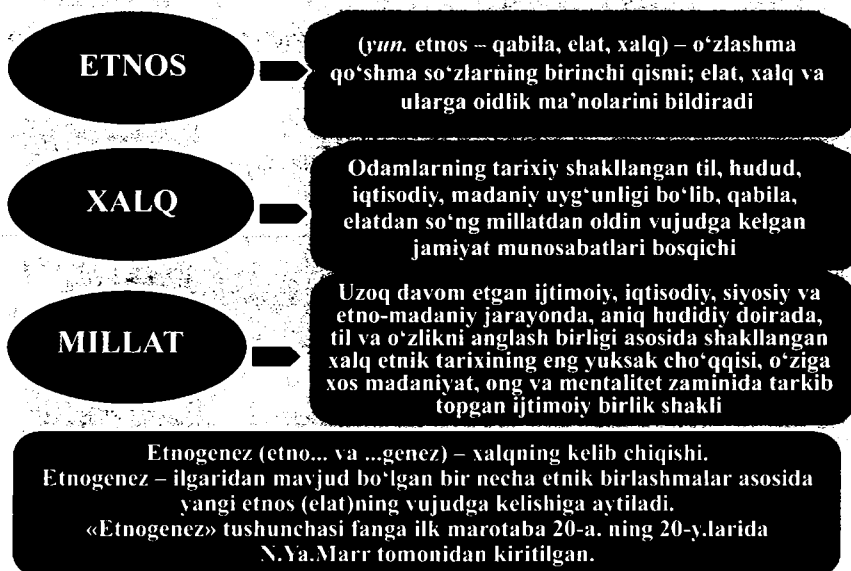 ETNOS
(yun. etnos – qabila, elat, xalq) – o‘zlashma
qo‘shma so‘zlarning birinchi qismi; elat, xalq va
ularga oidlik ma’nolarini bildiradi
XALQ
Odamlarning tarixiy shakllangan til, hudud,
iqtisodiy, madaniy uyg‘unligi bo‘lib, qabila,
elatdan so‘ng millatdan oldin vujudga kelgan
jamiyat munosabatlari bosqichi
MILLAT
Uzoq davom etgan ijtimoiy, iqtisodiy, siyosiy va
etno-madaniy jarayonda, aniq hududiy doirada,
til va o‘zlikni anglash birligi asosida shakllangan
xalq etnik tarixining eng yuksak cho‘qqisi, o‘ziga
xos madaniyat, ong va mentalitet zaminida tarkib
topgan ijtimoiy birlik shakli
Etnogenez (etno... va ...genez) – xalqning kelib chiqishi.
Etnogenez – ilgaridan mavjud bo‘lgan bir necha etnik birlashmalar asosida
yangi etnos (elat)ning vujudga kelishiga aytiladi.
«Etnogenez» tushunchasi fanga ilk marotaba 20-a. ning 20-y.larida
N.Ya.Marr tomonidan kiritilgan.